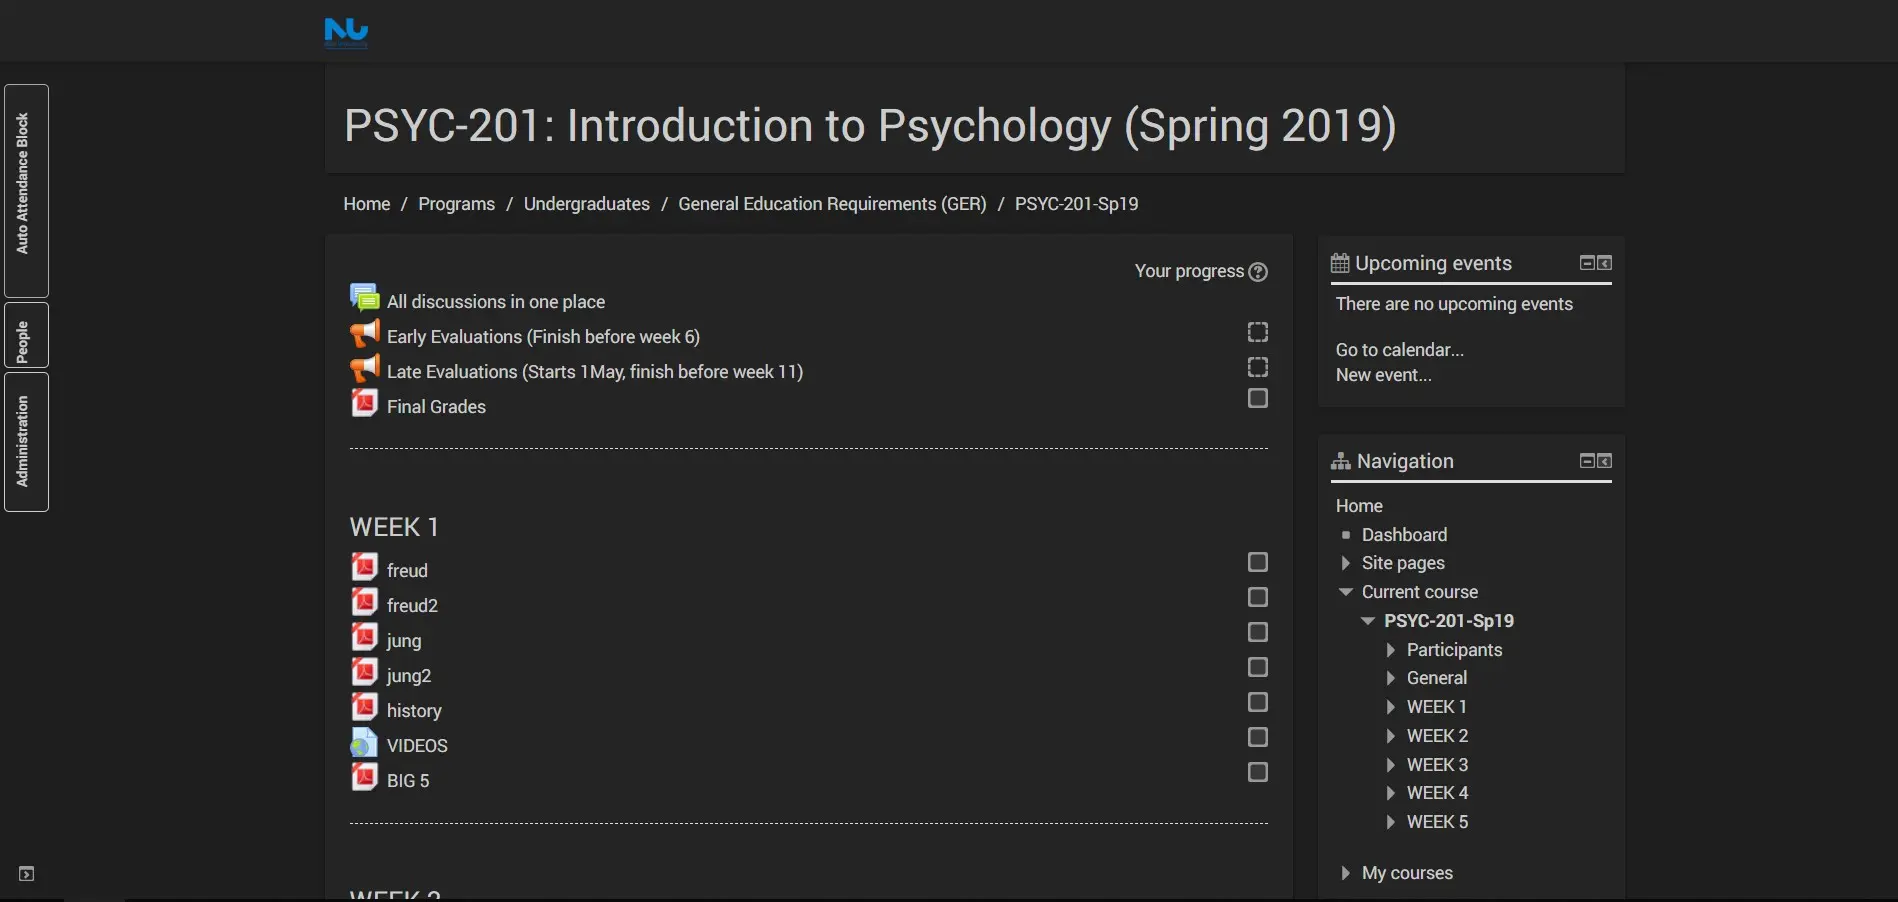 NU
PSYC-201: Introduction to Psychology (Spring 2019)
Home / Programs / Undergraduates / General Education Requirements (GER) / PSYC-201-Sp19
Auto Attendance Block
People
Administration
Your progress
All discussions in one place
Early Evaluations (Finish before week 6)
Late Evaluations (Starts 1May, finish before week 11)
Final Grades
WEEK 1
freud
freud2
jung
jung2
history
VIDEOS
BIG 5
Upcoming events
There are no upcoming events
Go to calendar...
New event...
Navigation
Home
Dashboard
Site pages
Current course
PSYC-201-Sp19
Participants
General
WEEK 1
WEEK 2
WEEK 3
WEEK 4
WEEK 5
My courses